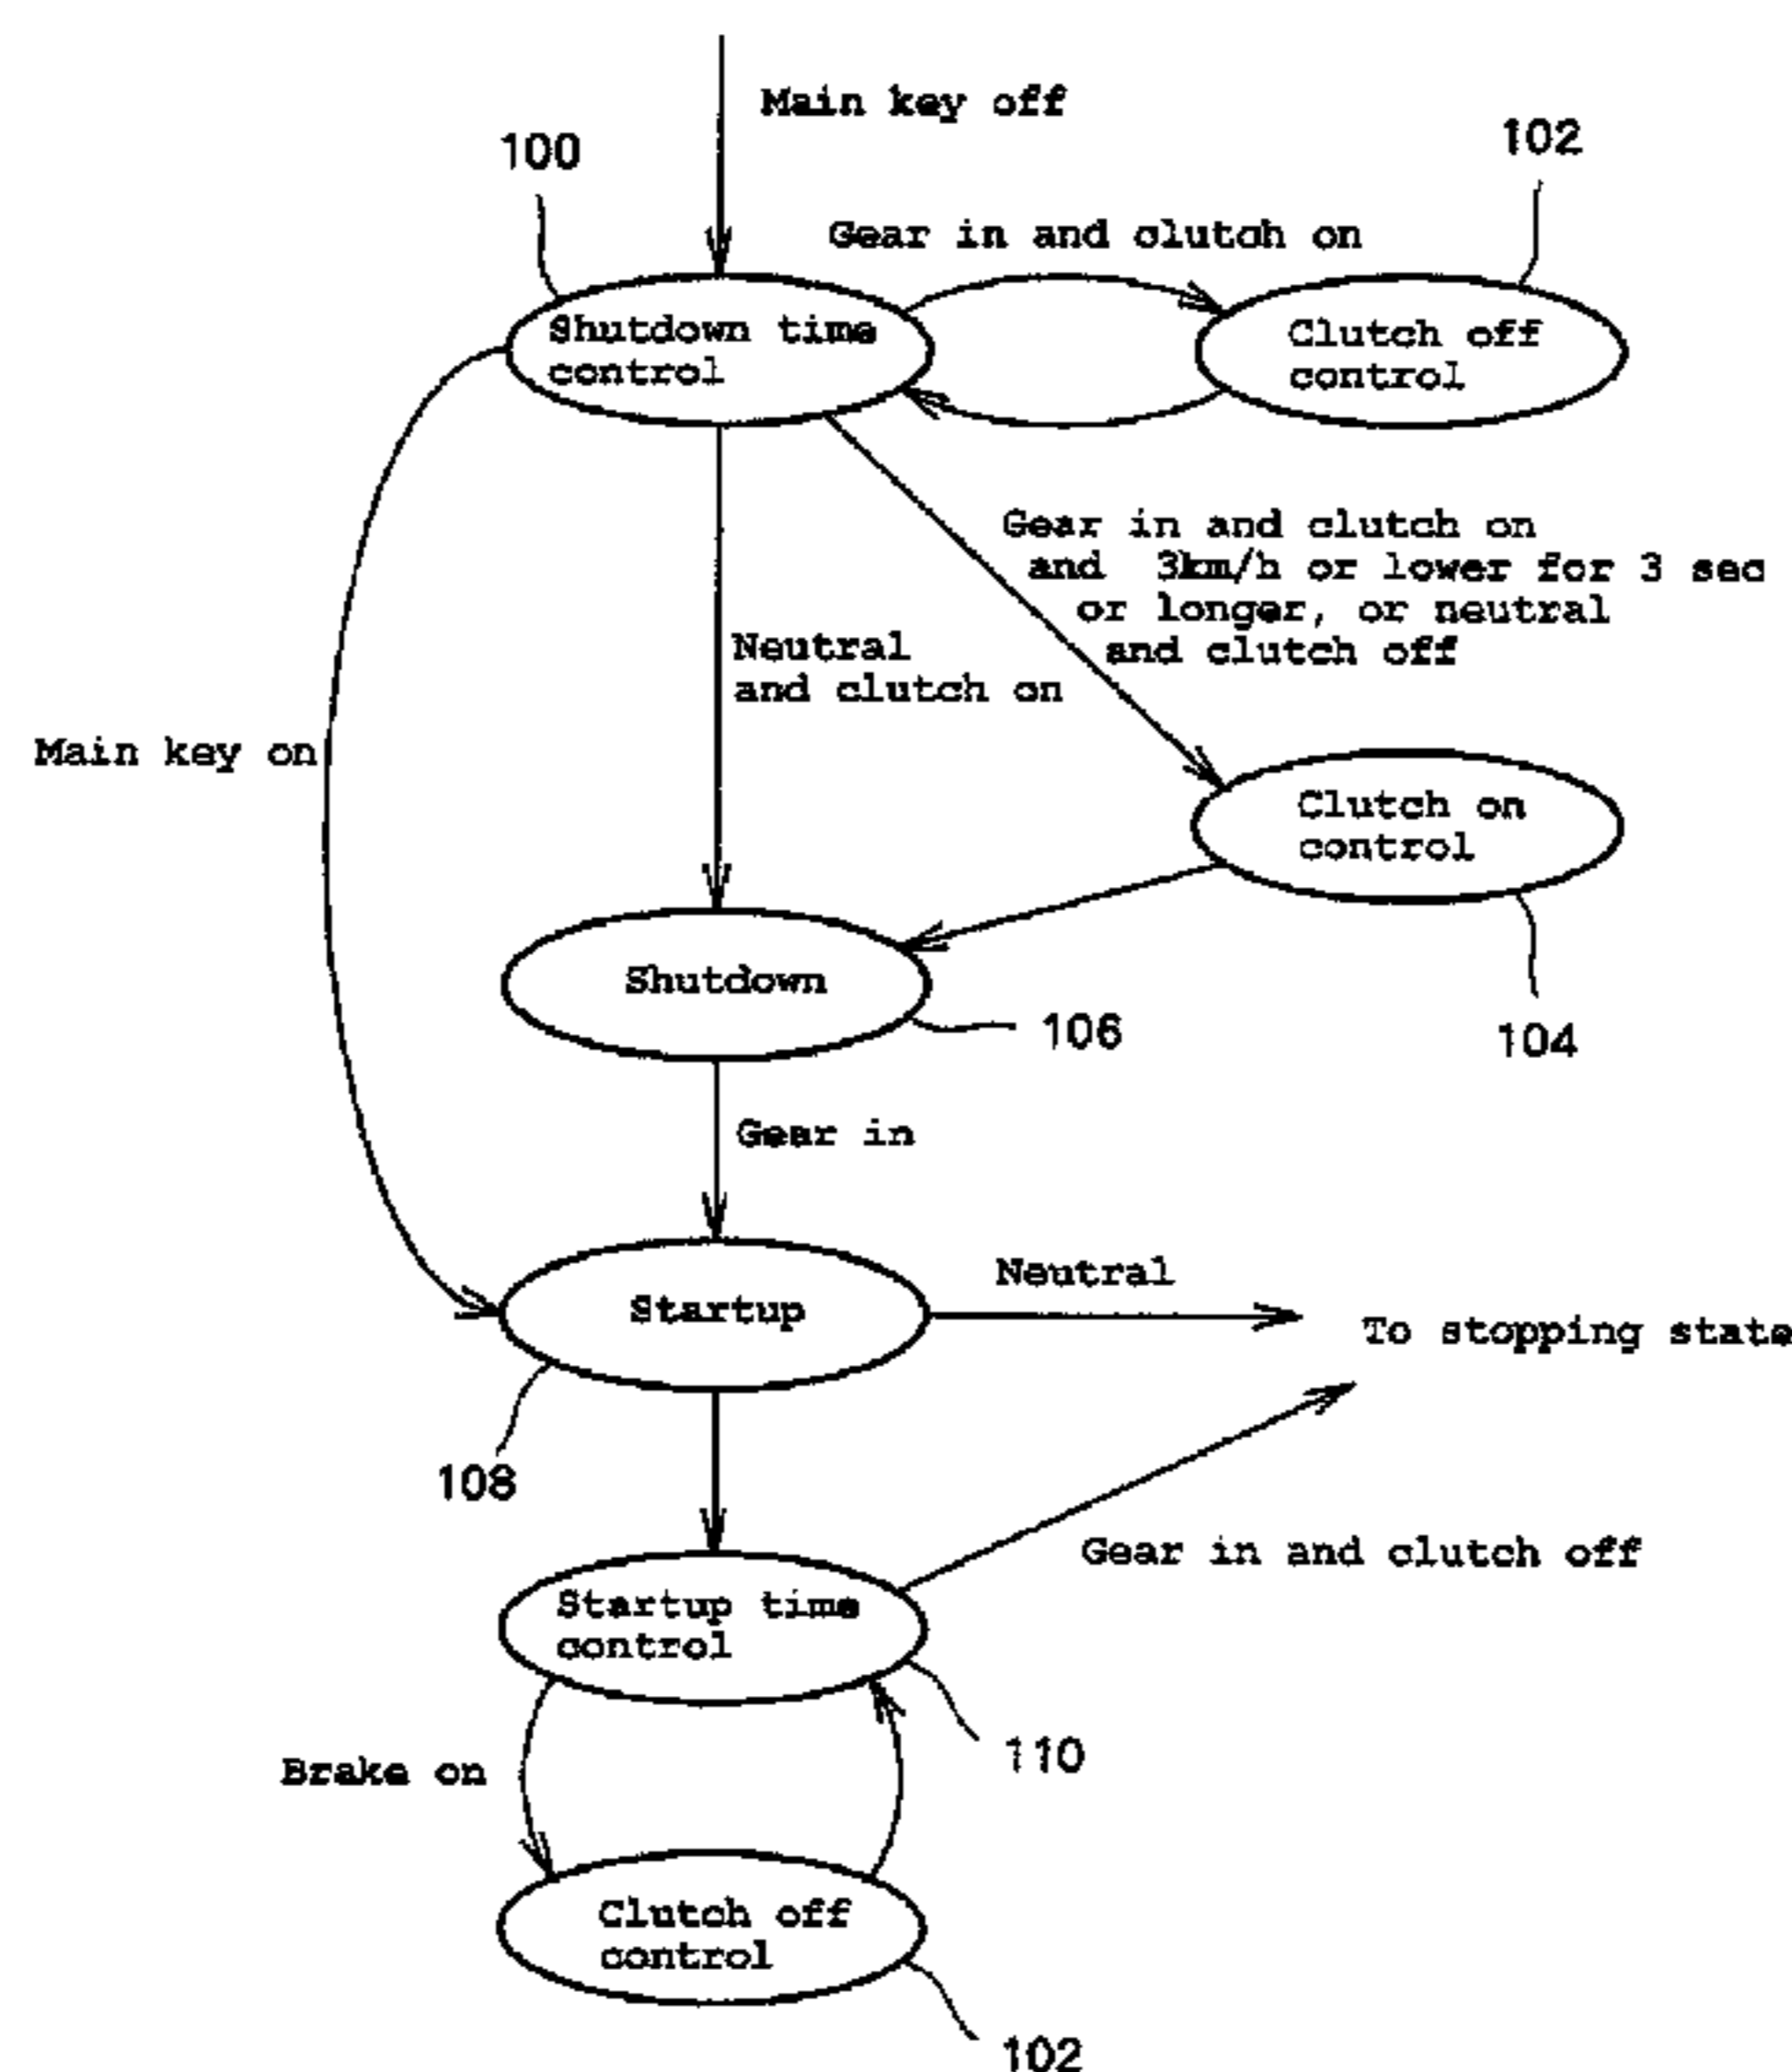 Main key off
100
102
Gear in and clutch on
Shutdown time
control
Clutch off
control
Gear in and clutch on
and 3km/h or lower for 3 sec
or longer, or neutral
and clutch off
Neutral
and clutch on
Main key on
Clutch on
control
Shutdown
106
104
Gear in
Neutral
Startup
To stopping state
108
Gear in and clutch off
Startup time
control
110
Brake on
Clutch off
control
102